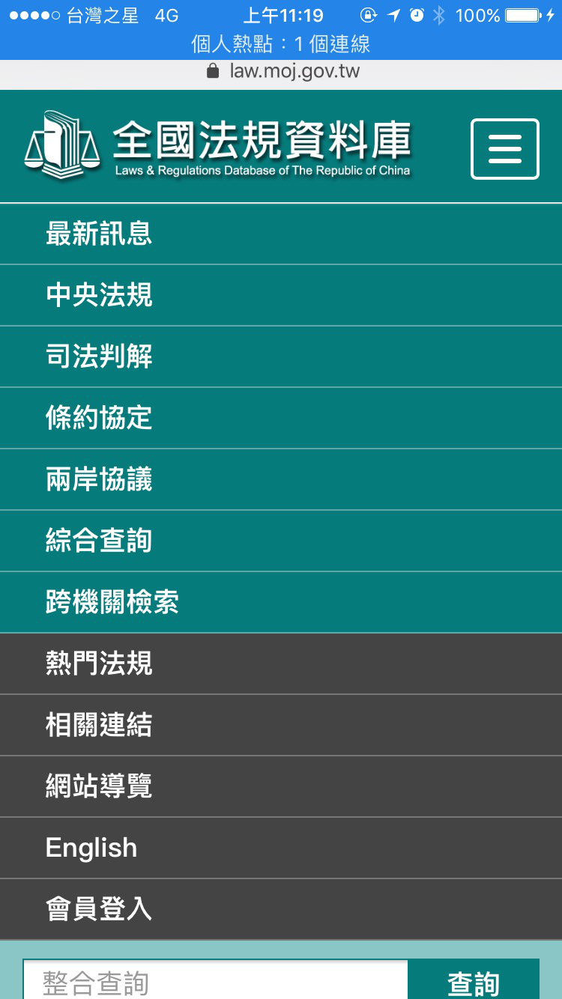 台灣之星 4G 上午11:19 100%
個人熱點：1 個連線
law.moj.gov.tw
全國法規資料庫
Laws & Regulations Database of The Republic of China
最新訊息
中央法規
司法判解
條約協定
兩岸協議
綜合查詢
跨機關檢索
熱門法規
相關連結
網站導覽
English
會員登入
整合查詢 查詢